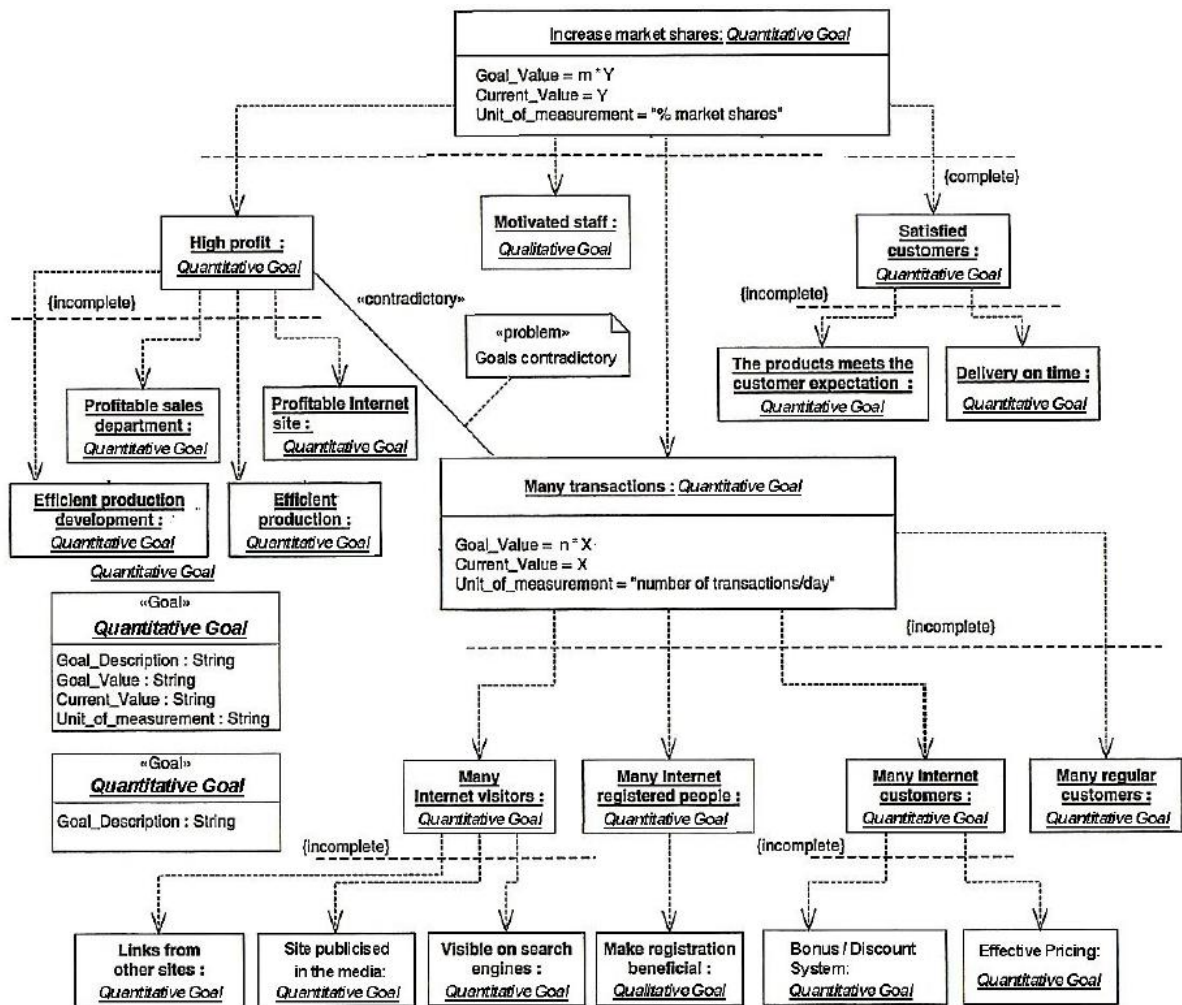 Increase market shares: Quantitative Goal
Goal_Value = m * Y
Current_Value = Y
Unit_of_measurement = "% market shares"
{complete}
High profit :
Quantitative Goal
Motivated staff :
Qualitative Goal
Satisfied
customers :
Quantitative Goal
{incomplete}
«contradictory»
{incomplete}
«problem»
Goals contradictory
The products meets the
customer expectation :
Quantitative Goal
Delivery on time :
Quantitative Goal
Profitable sales
department :
Quantitative Goal
Profitable Internet
site :
Quantitative Goal
Many transactions : Quantitative Goal
Goal_Value = n * X
Current_Value = X
Unit_of_measurement = "number of transactions/day"
Efficient production
development :
Quantitative Goal
Efficient
production :
Quantitative Goal
Quantitative Goal
«Goal»
Quantitative Goal
Goal_Description : String
Goal_Value : String
Current_Value : String
Unit_of_measurement : String
{incomplete}
«Goal»
Quantitative Goal
Goal_Description : String
Many
Internet visitors :
Quantitative Goal
Many Internet
registered people :
Quantitative Goal
Many Internet
customers :
Quantitative Goal
Many regular
customers :
Quantitative Goal
{incomplete}
{incomplete}
Links from
other sites :
Quantitative Goal
Site publicised
in the media:
Quantitative Goal
Visible on search
engines :
Quantitative Goal
Make registration
beneficial :
Qualitative Goal
Bonus / Discount
System:
Quantitative Goal
Effective Pricing:
Quantitative Goal